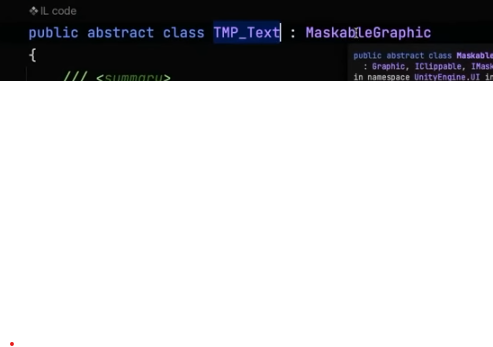 IL code
public abstract class TMP_Text : MaskableGraphic
{
/// <summary>
public abstract class Maskable
: Graphic, IClippable, IMask
in namespace UnityEngine.UI in